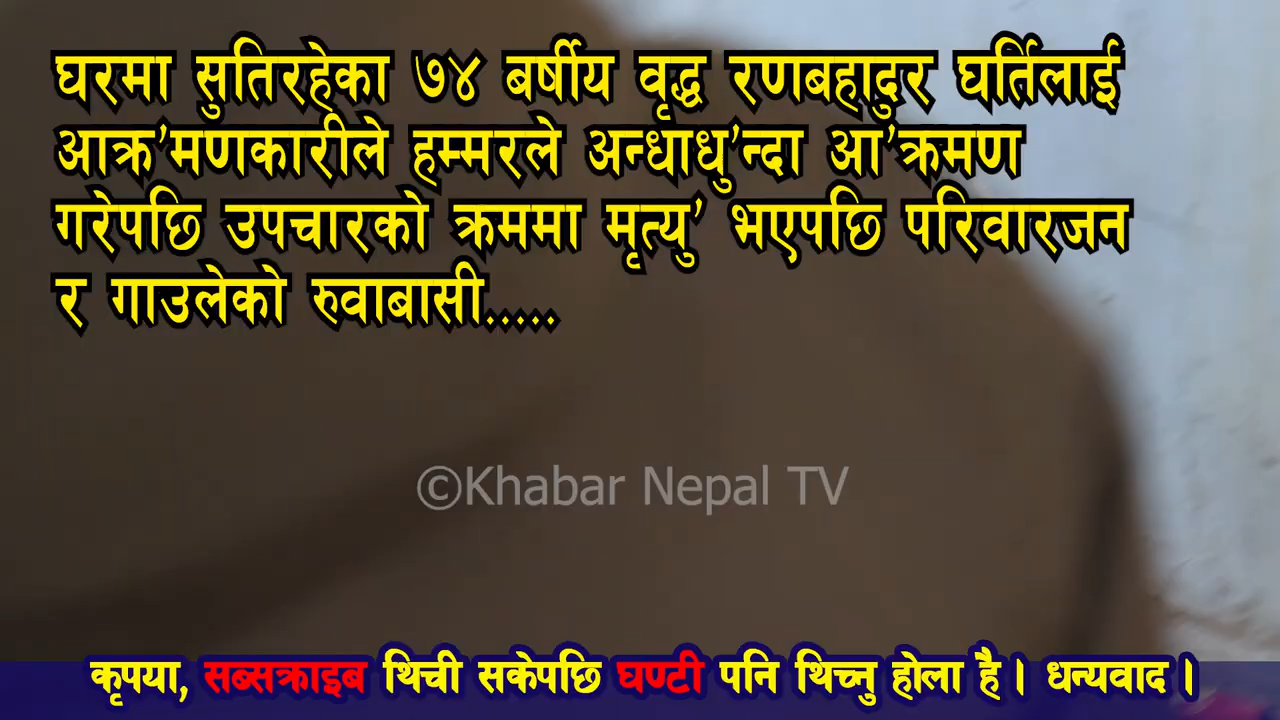 घरमा सुतिरहेका ७४ बर्षीय वृद्ध रणबहादुर घर्तिलाई
आक्र'मणकारीले हम्मरले अन्धाधु'न्दा आ'क्रमण
गरेपछि उपचारको क्रममा मृत्यु' भएपछि परिवारजन
र गाउलेको रुवाबासी.....
©Khabar Nepal TV
कृपया, सब्सक्राइब थिची सकेपछि घण्टी पनि थिच्नु होला है । धन्यवाद ।